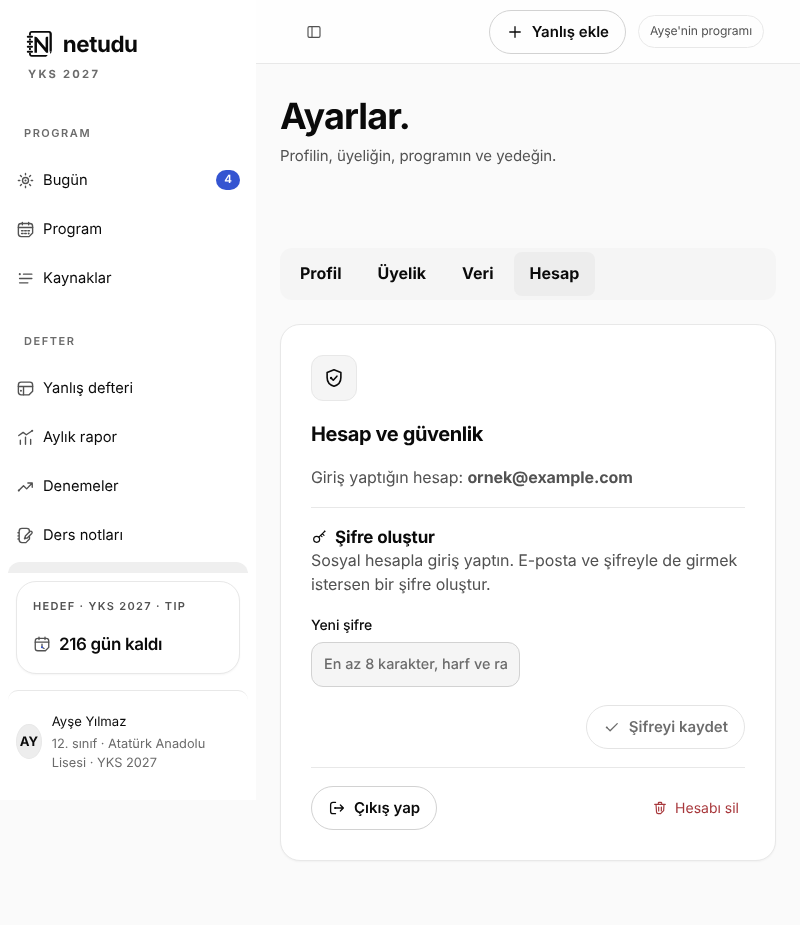 netudu
YKS 2027
PROGRAM
Bugün 4
Program
Kaynaklar
DEFTER
Yanlış defteri
Aylık rapor
Denemeler
Ders notları
HEDEF · YKS 2027 · TIP
216 gün kaldı
AY
Ayşe Yılmaz
12. sınıf · Atatürk Anadolu
Lisesi · YKS 2027
Yanlış ekle
Ayşe'nin programı
Ayarlar.
Profilin, üyeliğin, programın ve yedeğin.
Profil Üyelik Veri Hesap
Hesap ve güvenlik
Giriş yaptığın hesap: ornek@example.com
Şifre oluştur
Sosyal hesapla giriş yaptın. E-posta ve şifreyle de girmek
istersen bir şifre oluştur.
Yeni şifre
En az 8 karakter, harf ve ra
Şifreyi kaydet
Çıkış yap
Hesabı sil